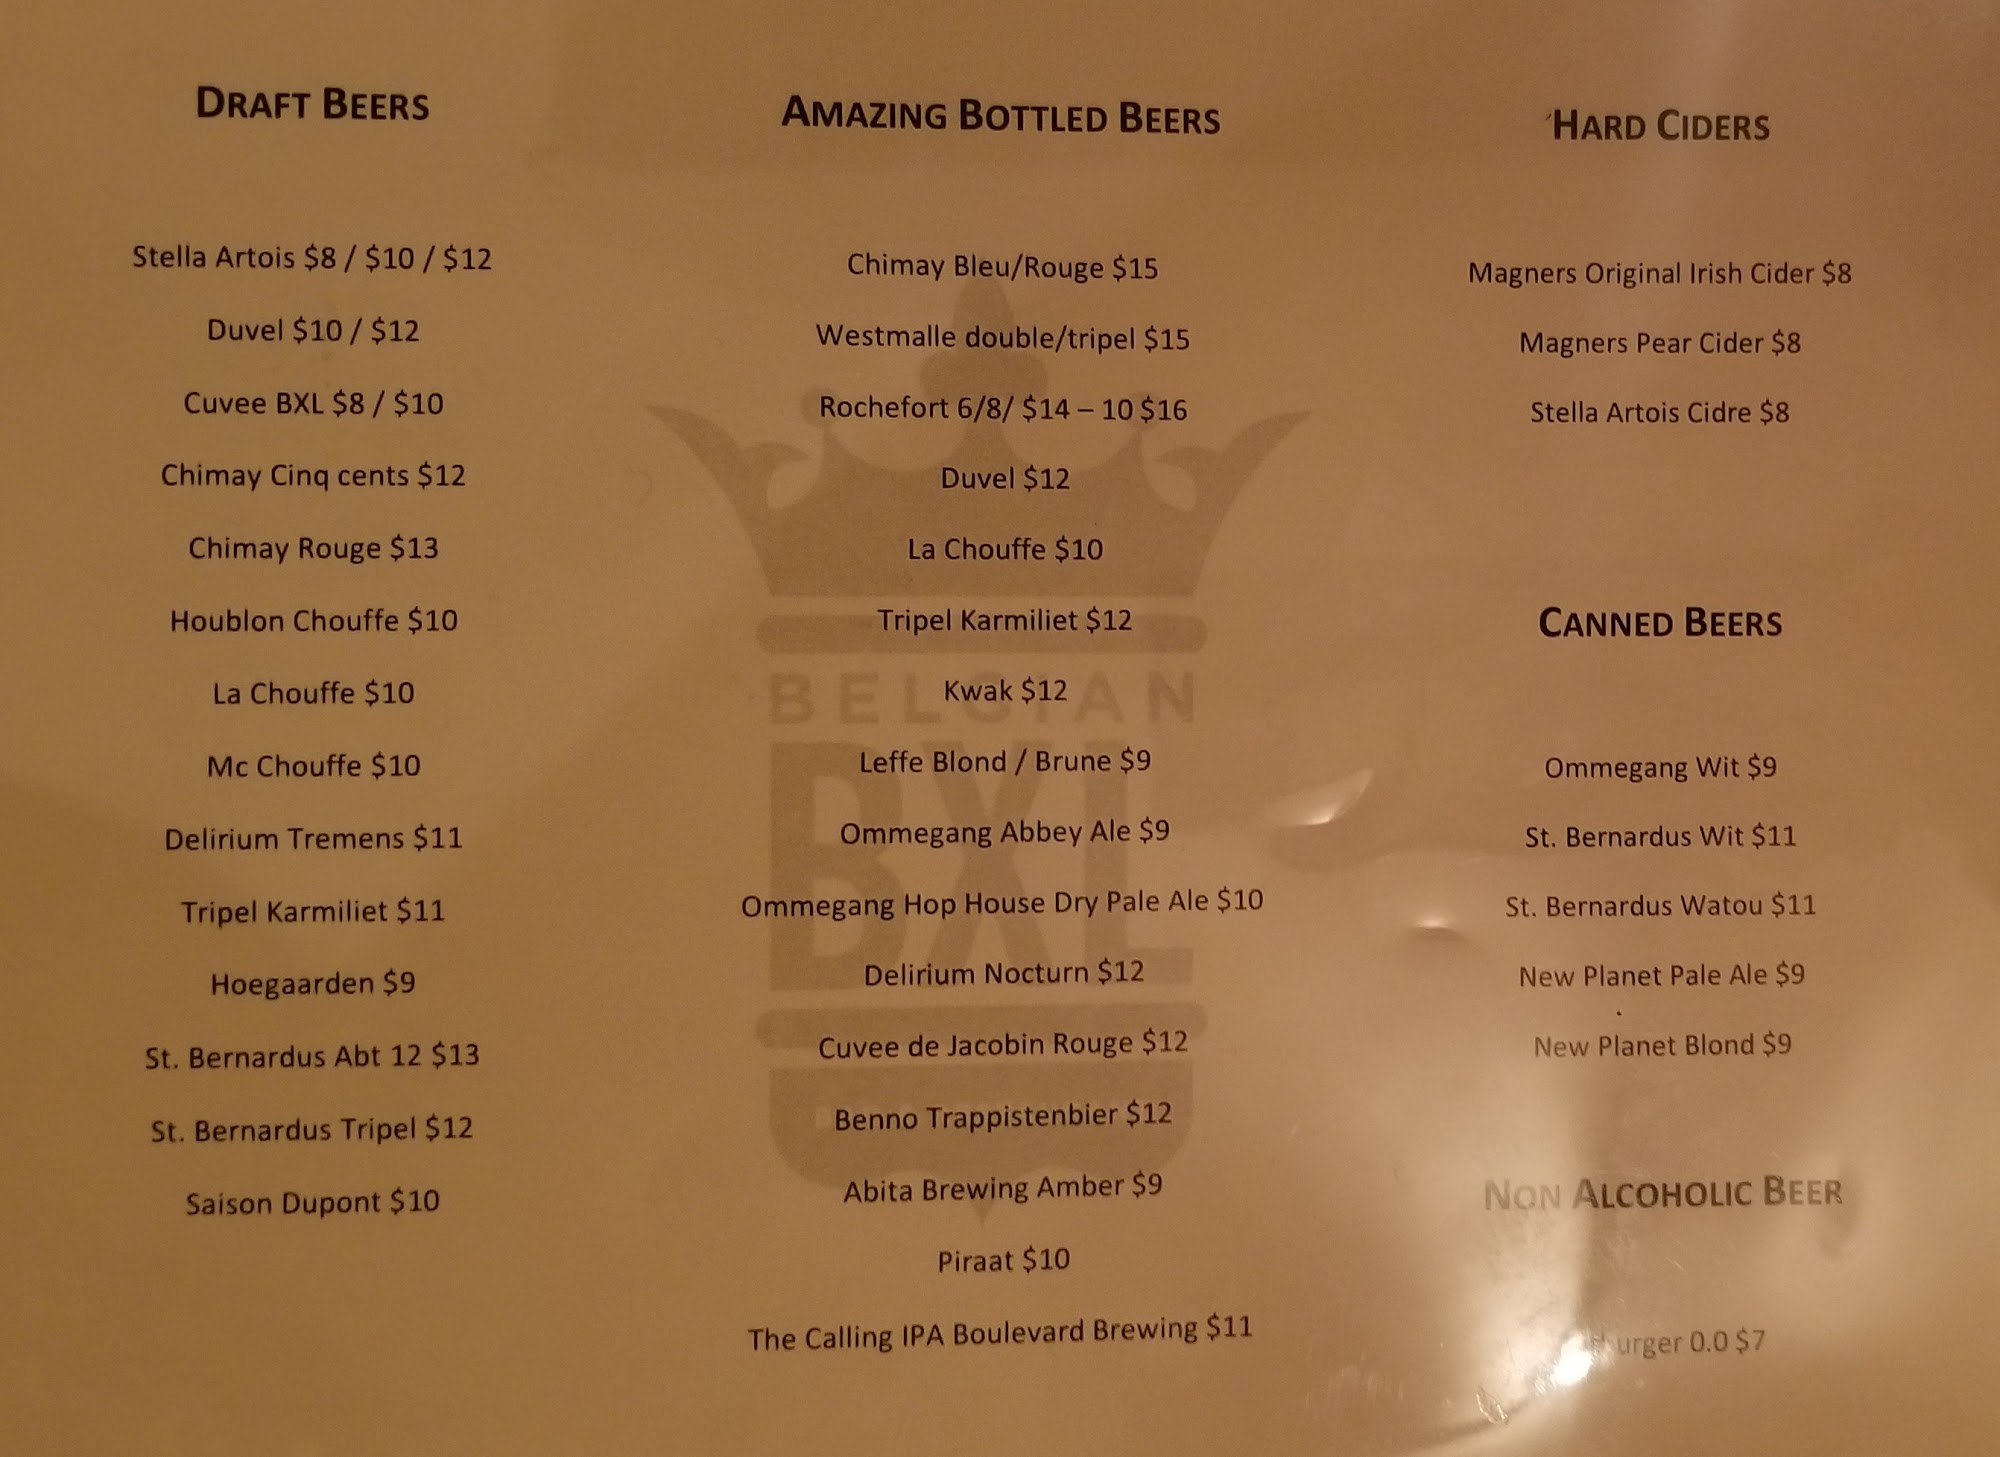 DRAFT BEERS
Stella Artois $8 / $10 / $12
Duvel $10 / $12
Cuvee BXL $8 / $10
Chimay Cinq cents $12
Chimay Rouge $13
Houblon Chouffe $10
La Chouffe $10
Mc Chouffe $10
Delirium Tremens $11
Tripel Karmiliet $11
Hoegaarden $9
St. Bernardus Abt 12 $13
St. Bernardus Tripel $12
Saison Dupont $10
AMAZING BOTTLED BEERS
Chimay Bleu/Rouge $15
Westmalle double/tripel $15
Rochefort 6/8/ $14 – 10 $16
Duvel $12
La Chouffe $10
Tripel Karmiliet $12
Kwak $12
Leffe Blond / Brune $9
Ommegang Abbey Ale $9
Ommegang Hop House Dry Pale Ale $10
Delirium Nocturn $12
Cuvee de Jacobin Rouge $12
Benno Trappistenbier $12
Abita Brewing Amber $9
Piraat $10
The Calling IPA Boulevard Brewing $11
BELGIAN
BXL
HARD CIDERS
Magners Original Irish Cider $8
Magners Pear Cider $8
Stella Artois Cidre $8
CANNED BEERS
Ommegang Wit $9
St. Bernardus Wit $11
St. Bernardus Watou $11
New Planet Pale Ale $9
New Planet Blond $9
NON ALCOHOLIC BEER
0.0 $7